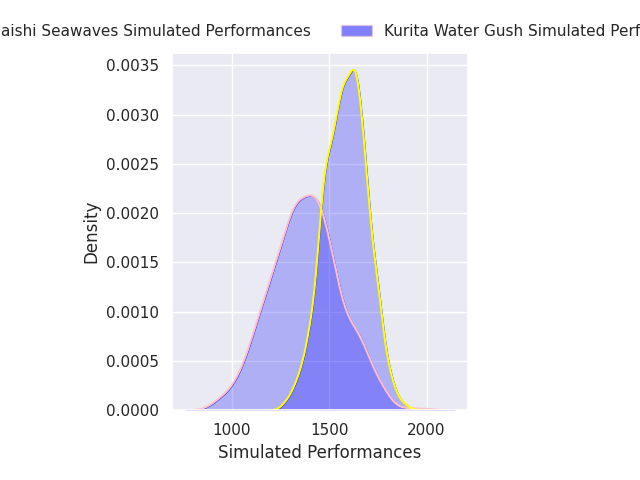 aishi Seawaves Simulated Performances Kurita Water Gush Simulated Perf
0.0035
0.0030
0.0025
0.0020
0.0015
0.0010
0.0005
0.0000
Density
1000 1500 2000
Simulated Performances